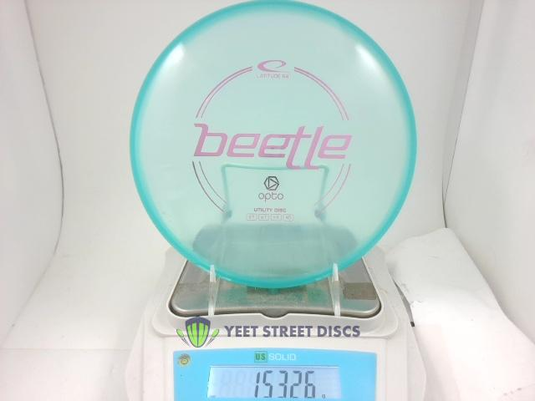 LATITUDE 64
beetle
opto
UTILITY DISC
YEET STREET DISCS
US SOLID
153.26 g